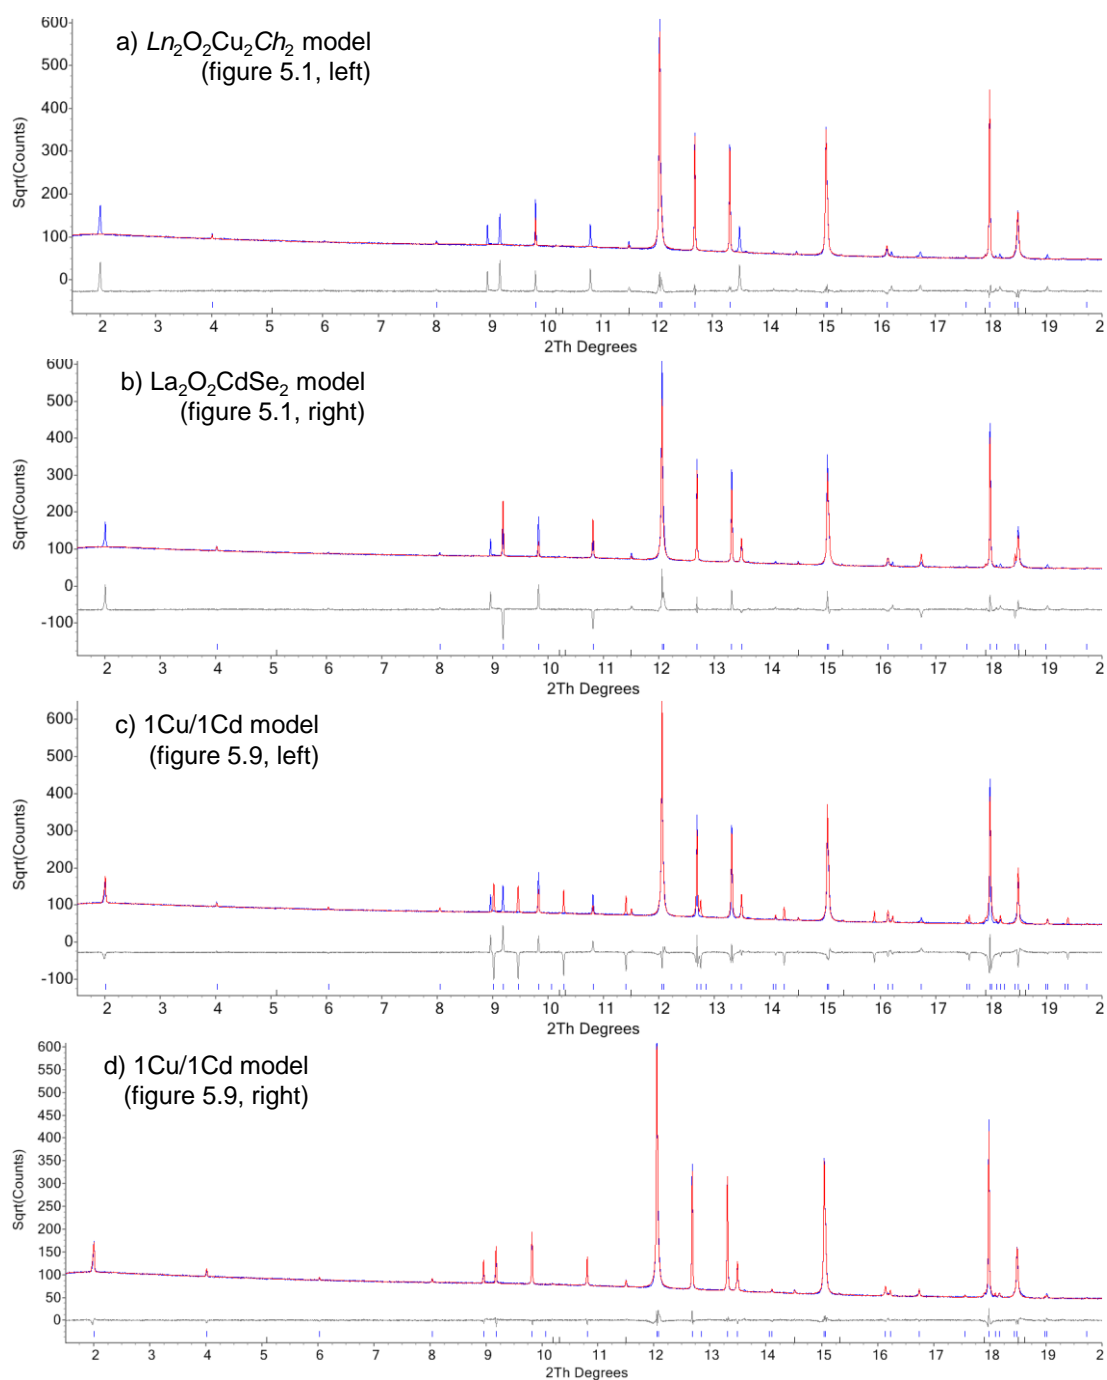 600
a) Ln2O2Cu2Ch2 model
(figure 5.1, left)
500
400
300
200
100
0
Sqrt(Counts)
2 3 4 5 6 7 8 9 10 11 12 13 14 15 16 17 18 19 2
2Th Degrees
600
b) La2O2CdSe2 model
(figure 5.1, right)
500
400
300
200
100
0
-100
Sqrt(Counts)
2 3 4 5 6 7 8 9 10 11 12 13 14 15 16 17 18 19 2
2Th Degrees
c) 1Cu/1Cd model
(figure 5.9, left)
600
500
400
300
200
100
0
-100
Sqrt(Counts)
2 3 4 5 6 7 8 9 10 11 12 13 14 15 16 17 18 19 2
2Th Degrees
600
d) 1Cu/1Cd model
(figure 5.9, right)
550
500
450
400
350
300
250
200
150
100
50
0
Sqrt(Counts)
2 3 4 5 6 7 8 9 10 11 12 13 14 15 16 17 18 19 2
2Th Degrees